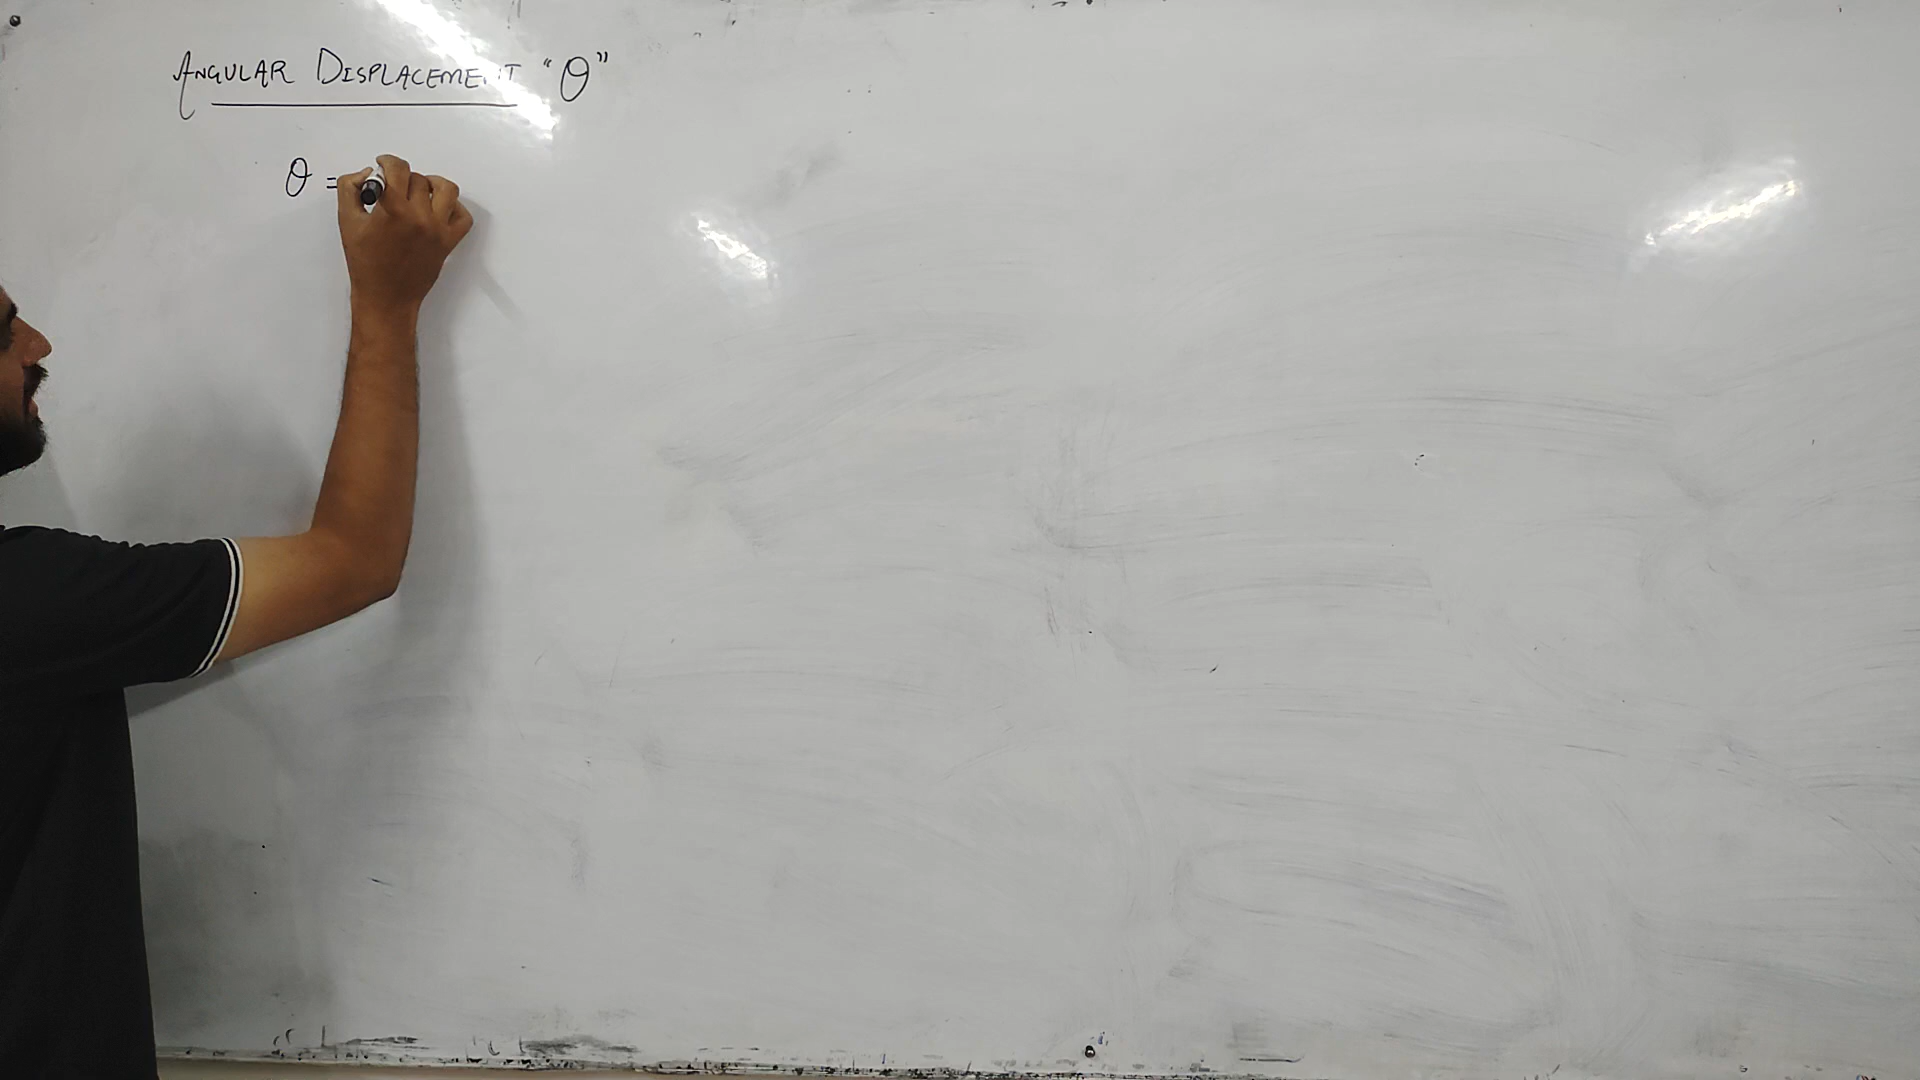 ANGULAR DISPLACEMENT "θ"
θ =